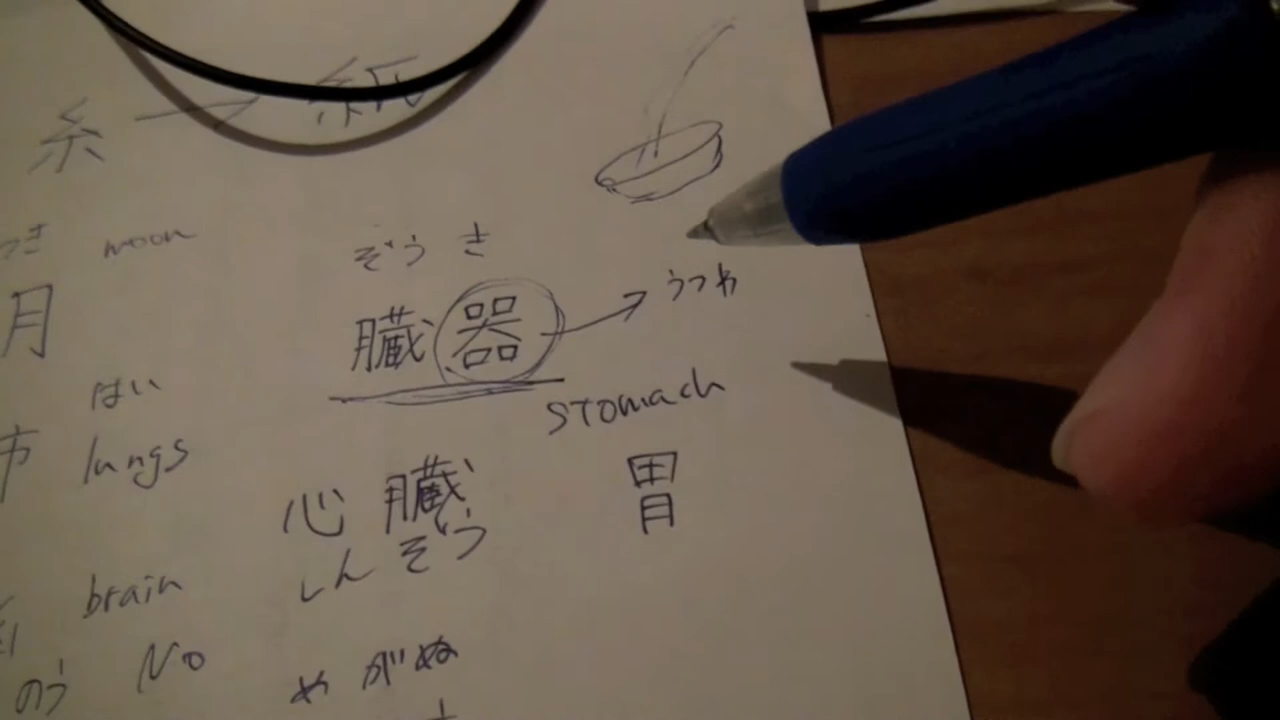 糸 → 紙
つき moon
月
ぞうき
臓器 → うつわ
はい
lungs
stomach
胃
心臓
しんぞう
brain
のう No
めがぬ